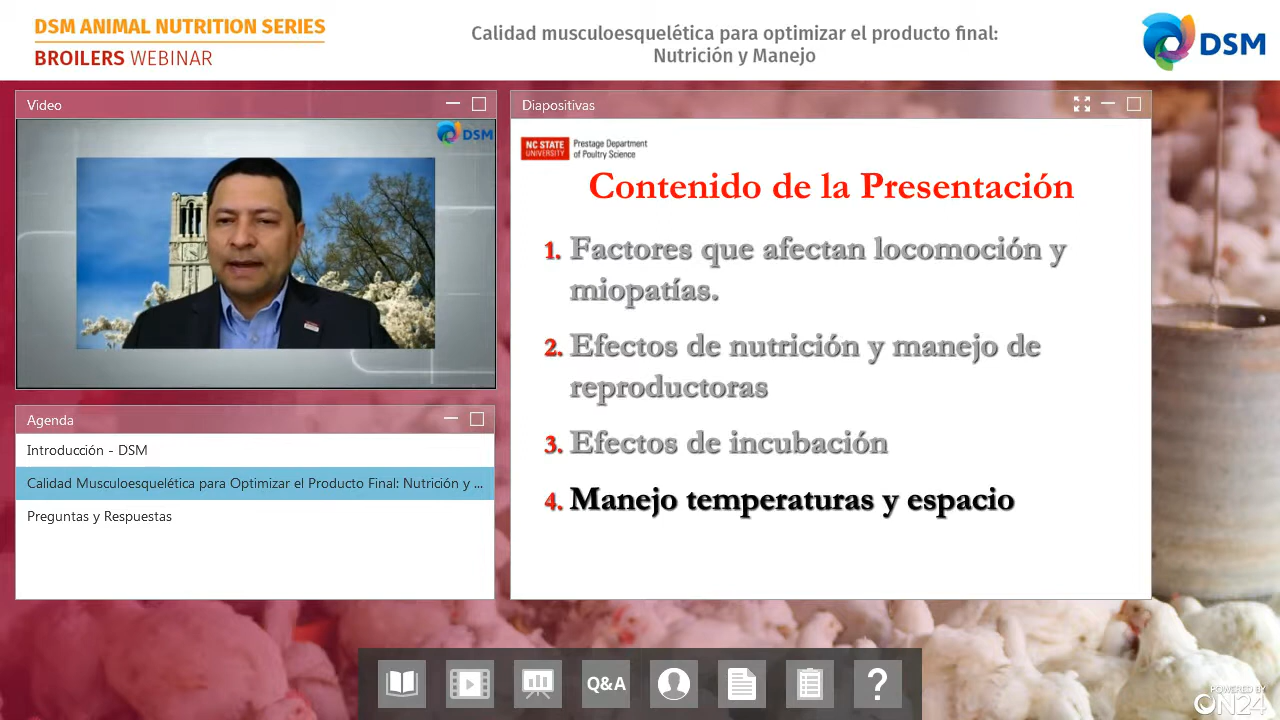 DSM ANIMAL NUTRITION SERIES
BROILERS WEBINAR
Calidad musculoesquelética para optimizar el producto final:
Nutrición y Manejo
DSM
Video
DSM
Agenda
Introducción - DSM
Calidad Musculoesquelética para Optimizar el Producto Final: Nutrición y ...
Preguntas y Respuestas
Diapositivas
NC STATE
UNIVERSITY
Prestage Department
of Poultry Science
Contenido de la Presentación
1. Factores que afectan locomoción y
miopatías.
2. Efectos de nutrición y manejo de
reproductoras
3. Efectos de incubación
4. Manejo temperaturas y espacio
Q&A
?
POWERED BY
ON24